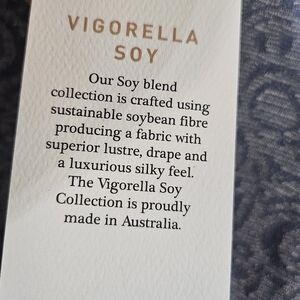 VIGORELLA
SOY
Our Soy blend
collection is crafted using
sustainable soybean fibre
producing a fabric with
superior lustre, drape and
a luxurious silky feel.
The Vigorella Soy
Collection is proudly
made in Australia.